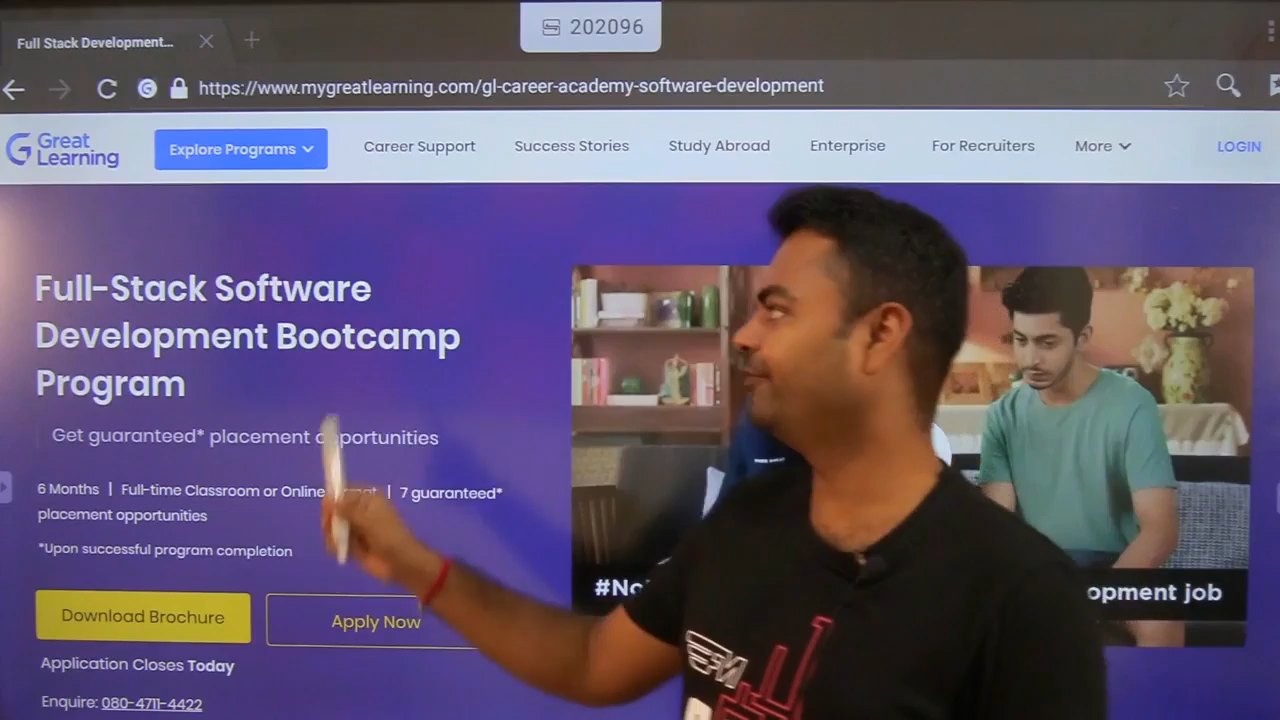 Full Stack Development...
202096
https://www.mygreatlearning.com/gl-career-academy-software-development
Great
Learning
Explore Programs
Career Support
Success Stories
Study Abroad
Enterprise
For Recruiters
More
LOGIN
Full-Stack Software
Development Bootcamp
Program
Get guaranteed* placement opportunities
6 Months | Full-time Classroom or Online | 7 guaranteed*
placement opportunities
*Upon successful program completion
Download Brochure
Apply Now
Application Closes Today
Enquire: 080-4711-4422
job